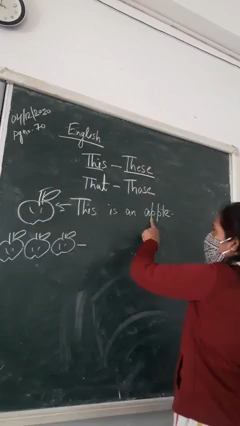 04/12/2020
Pg no. 70
English
This - These
That - Those
This is an apple.